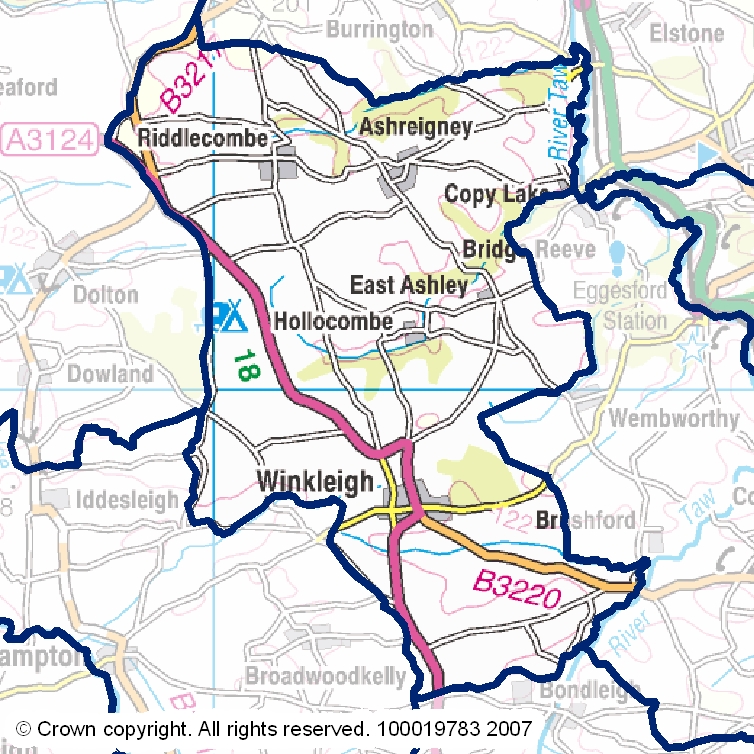 201
Burrington
Elstone
122
eaford
B321
River Taw
A3124
Riddlecombe
Ashreigney
Copy Lake
Bridge Reeve
122
East Ashley
Eggesford
Station
Dolton
Hollocombe
18
Dowland
Wembworthy
Winkleigh
Iddesleigh
8
122
Brushford
Taw
C
B3220
River
ampton
Broadwoodkelly
B
Bondleigh
© Crown copyright. All rights reserved. 100019783 2007